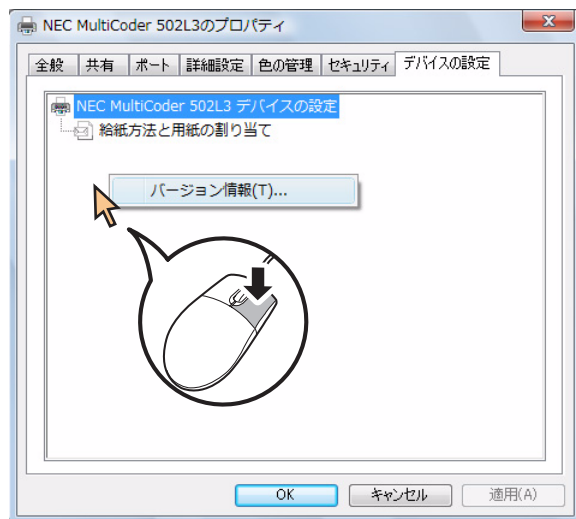 NEC MultiCoder 502L3のプロパティ
全般 共有 ポート 詳細設定 色の管理 セキュリティ デバイスの設定
NEC MultiCoder 502L3 デバイスの設定
給紙方法と用紙の割り当て
バージョン情報(T)...
OK キャンセル 適用(A)